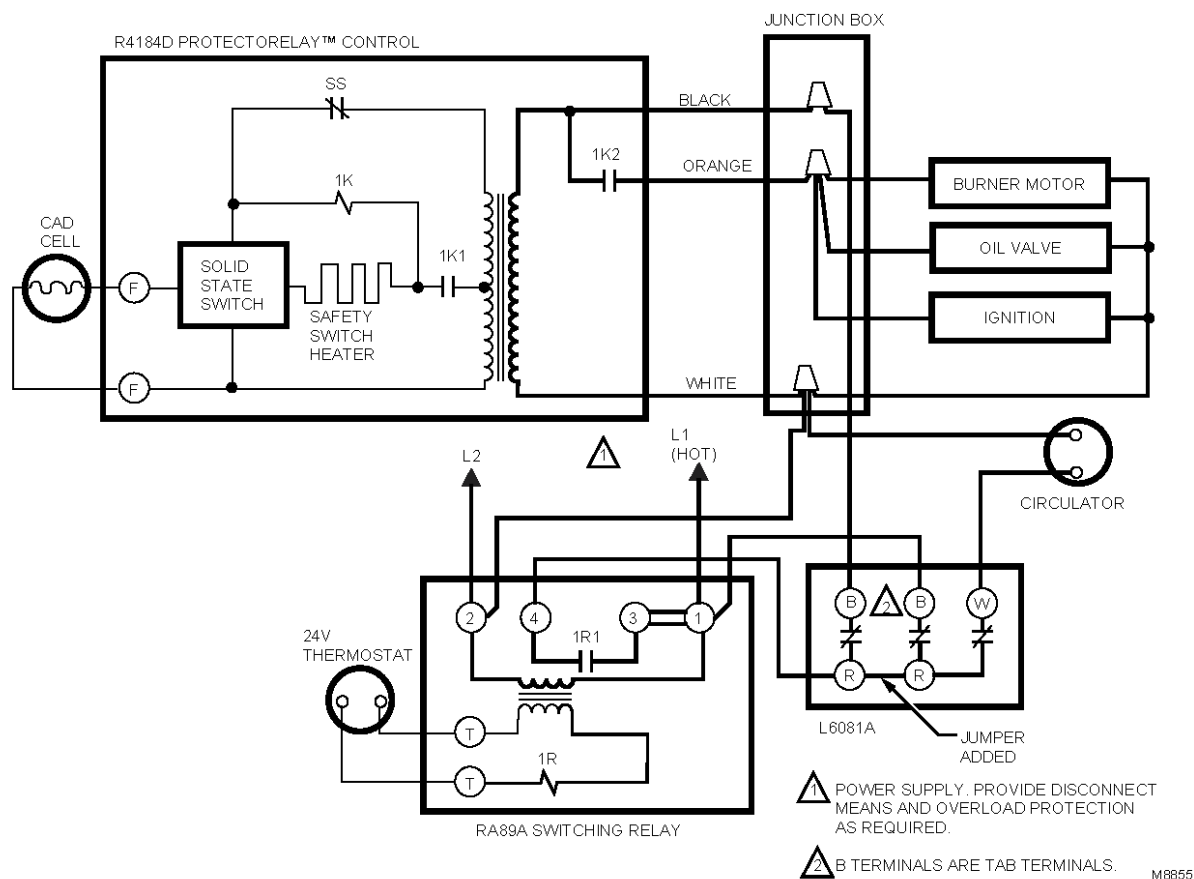 JUNCTION BOX
R4184D PROTECTORELAY™ CONTROL
SS
BLACK
1K2
ORANGE
1K
BURNER MOTOR
CAD
CELL
OIL VALVE
SOLID
STATE
SWITCH
1K1
F
SAFETY
SWITCH
HEATER
IGNITION
F
WHITE
L2
1
L1
(HOT)
CIRCULATOR
B
2
B
W
2
4
3
1
24V
THERMOSTAT
1R1
R
R
L6081A
T
JUMPER
ADDED
1R
T
RA89A SWITCHING RELAY
1
POWER SUPPLY. PROVIDE DISCONNECT
MEANS AND OVERLOAD PROTECTION
AS REQUIRED.
2
B TERMINALS ARE TAB TERMINALS.
M8855